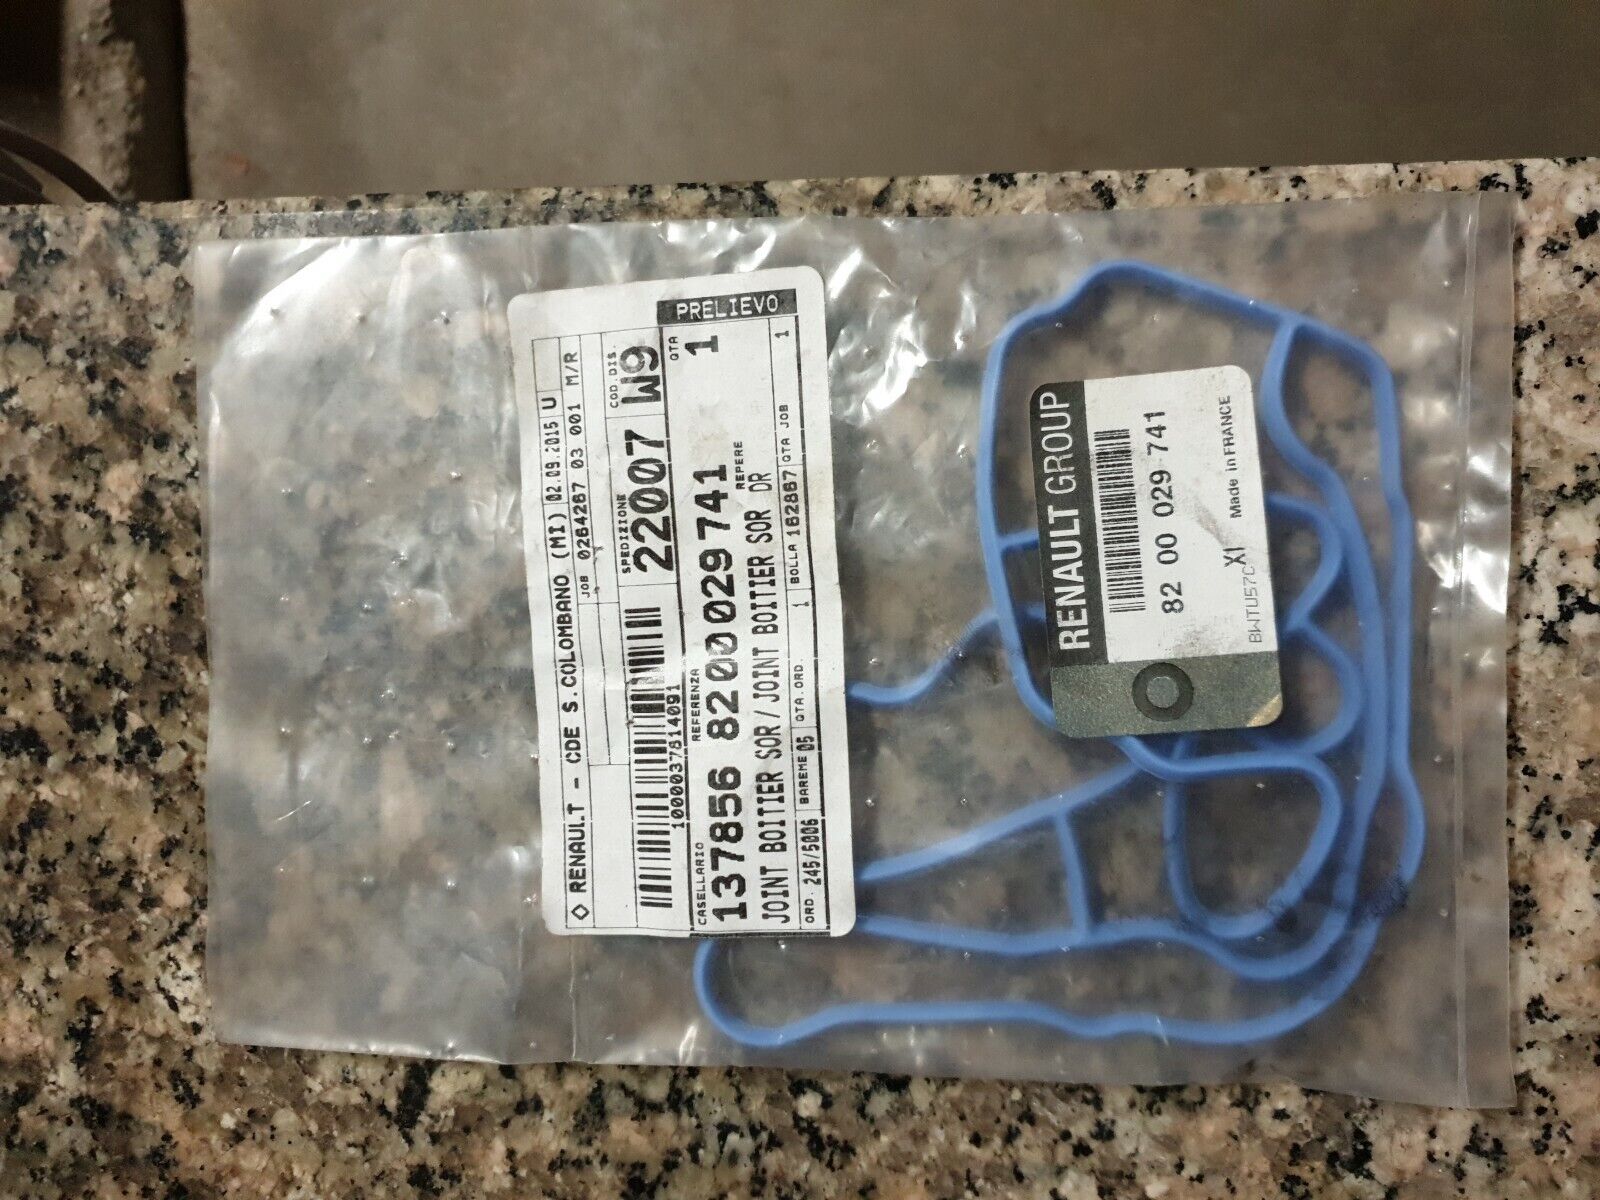 PRELIEVO
RENAULT - CDE S.COLOMBANO (MI) 02.09.2015 U
JOB 0264267 03 001 M/R
SPEDIZIONE COD.DIS.
22007 W9
10000037814091
CASELLARIO REFERENZA REPERE QTA
137856 8200029741 1
JOINT BOITIER SOR/JOINT BOITIER SOR DR
ORD. 245/5006 BAREME 05 QTA.ORD 1 BOLLA 162867 QTA JOB 1
RENAULT GROUP
82 00 029 741
X1 Made in FRANCE